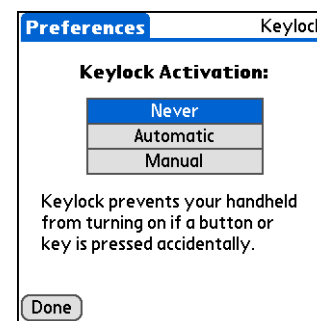 Preferences Keylock
Keylock Activation:
Never
Automatic
Manual
Keylock prevents your handheld
from turning on if a button or
key is pressed accidentally.
Done